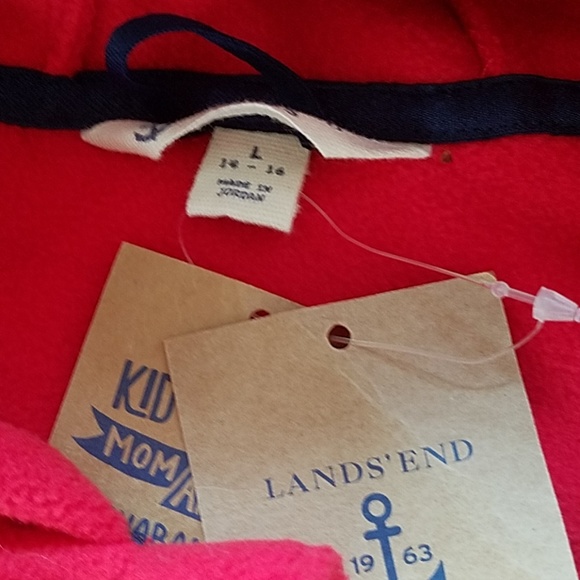 L
14 - 16
MADE IN
JORDAN
KID
MOM/
LANDS' END
19 63